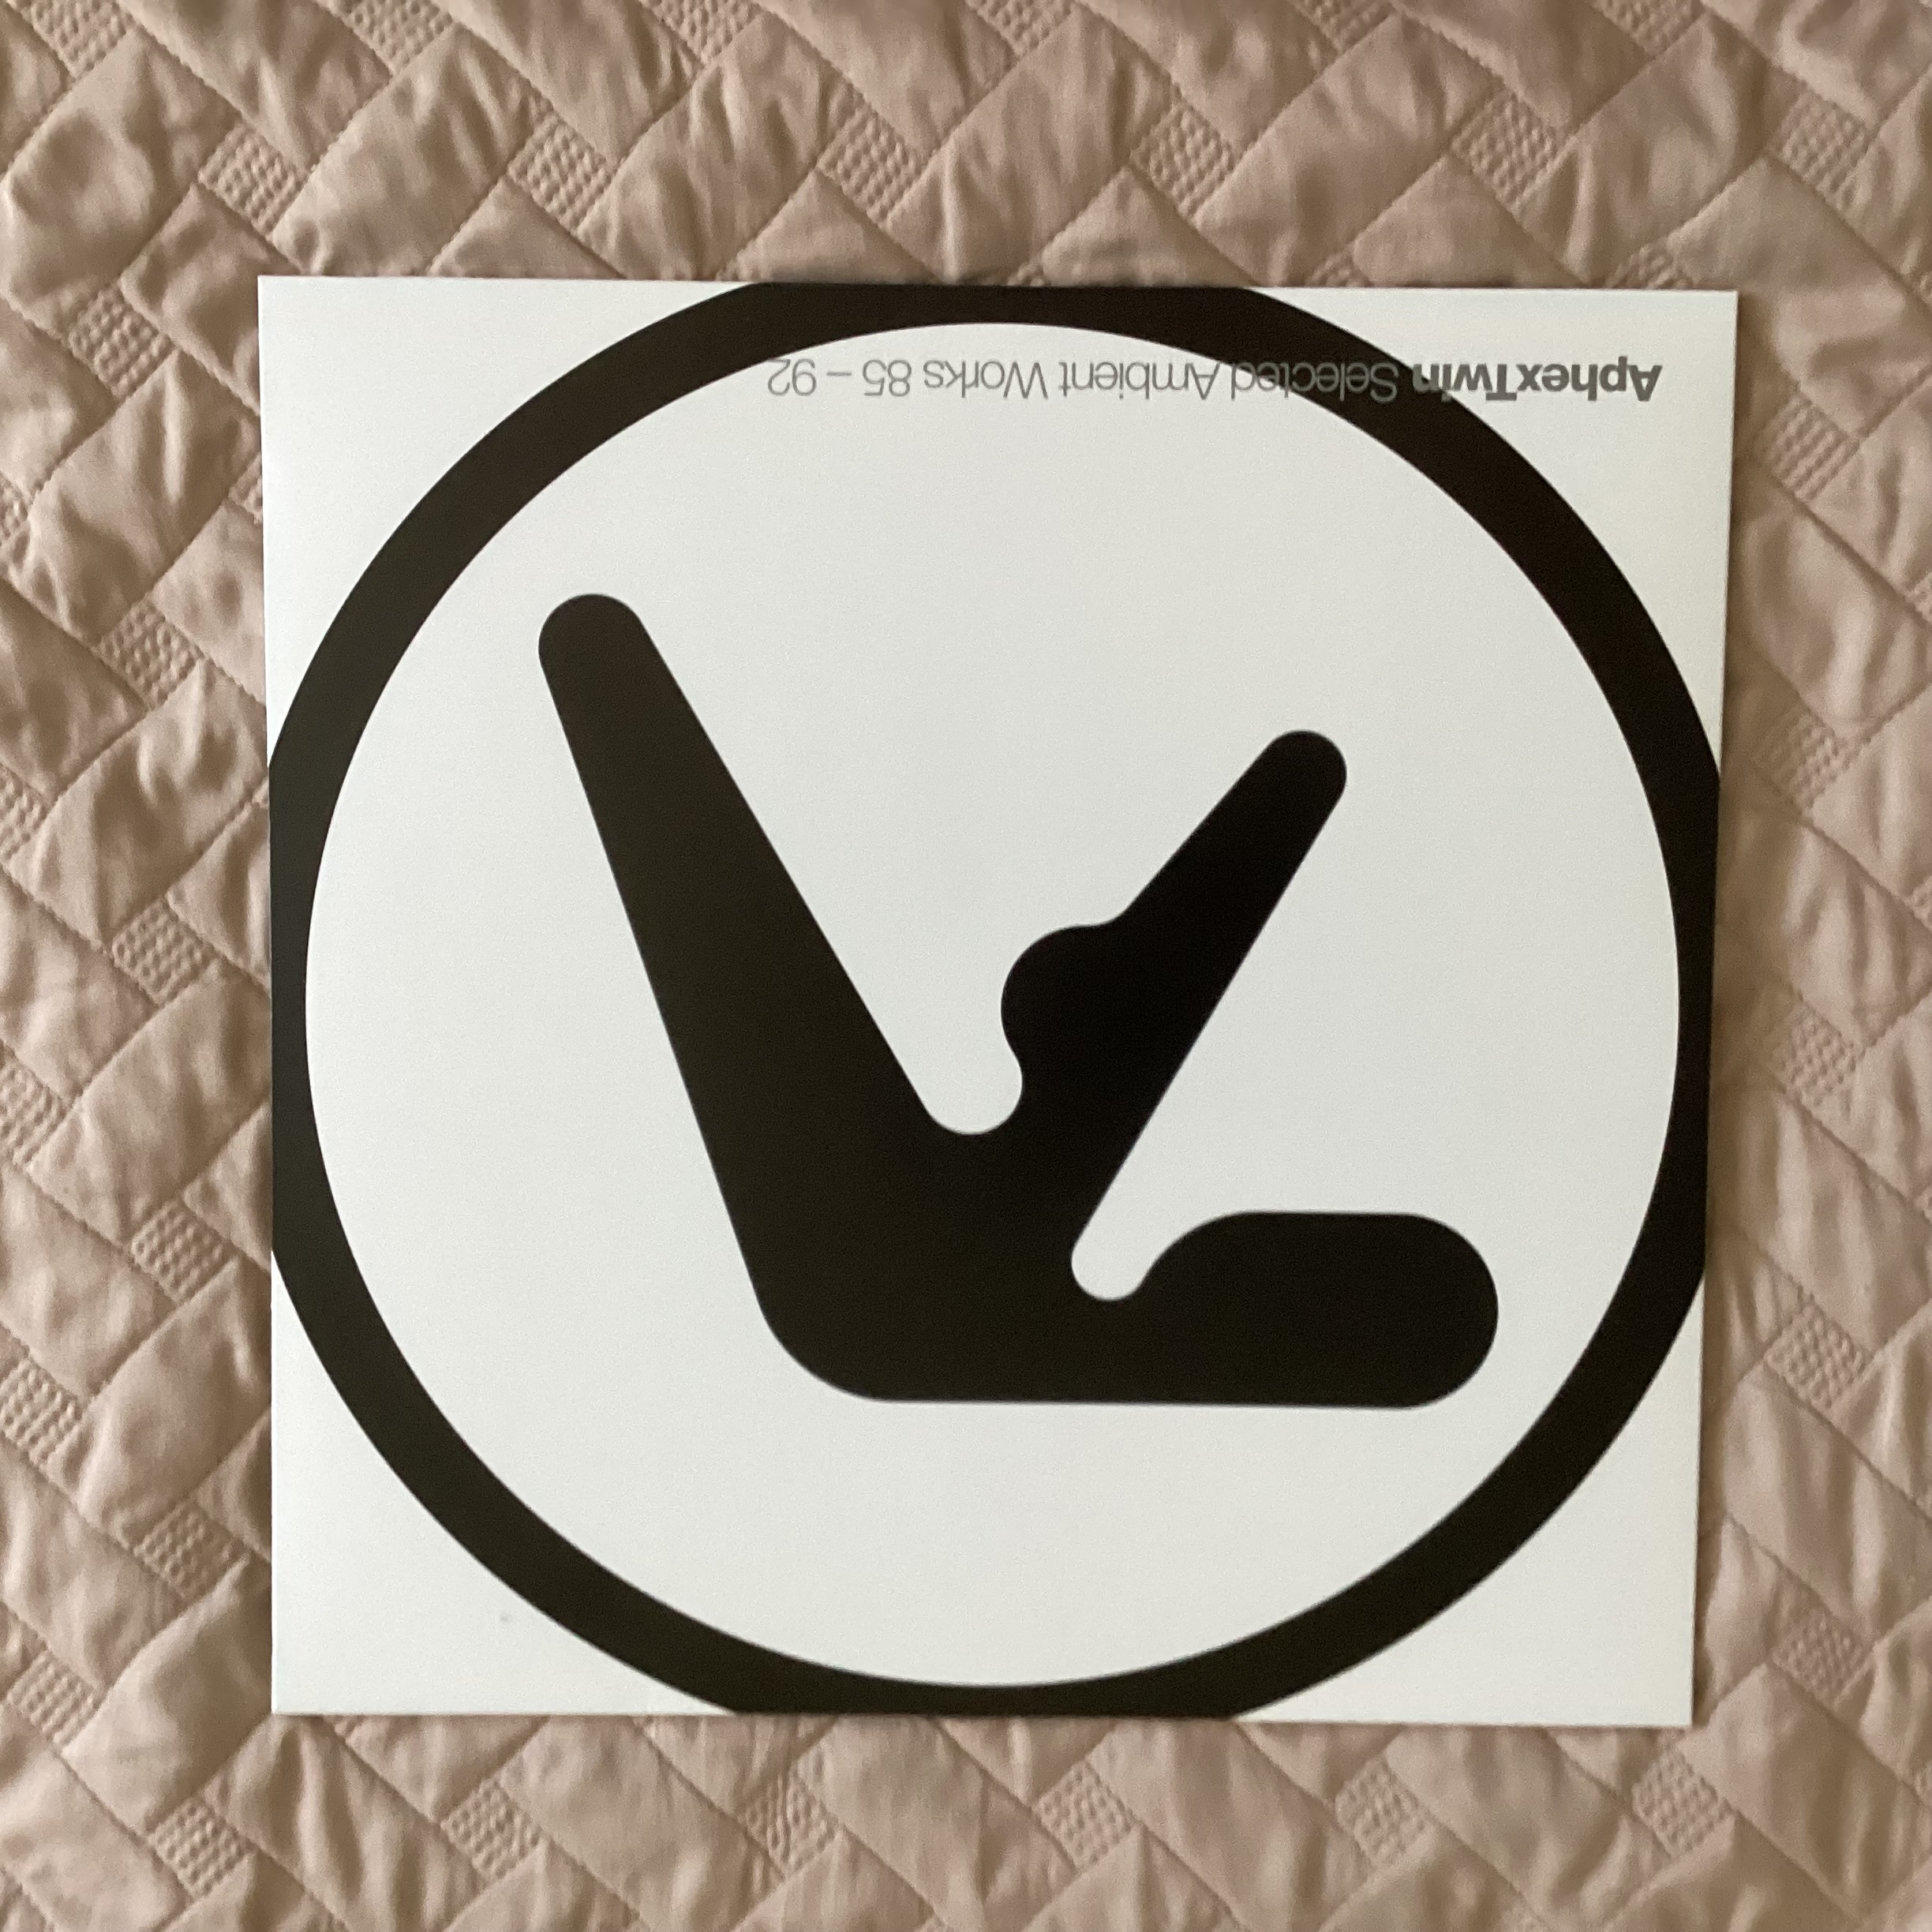 AphexTwin Selected Ambient Works 85 – 92